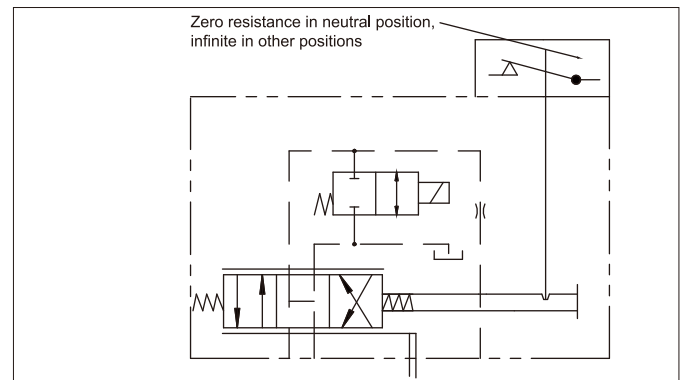 Zero resistance in neutral position,
infinite in other positions